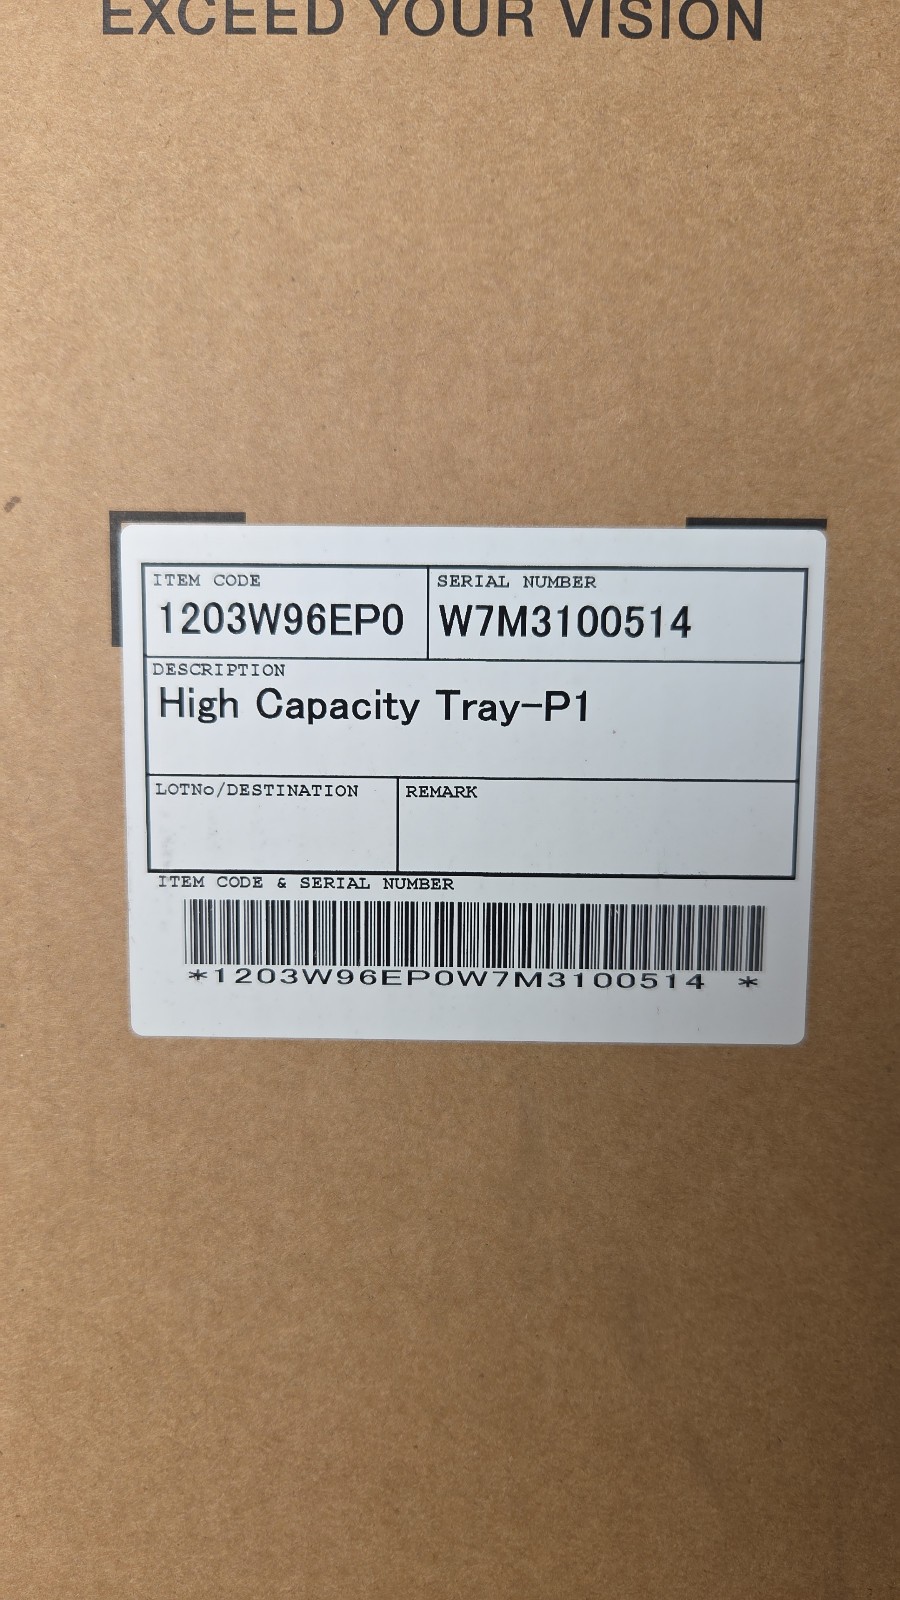 EXCEED YOUR VISION
ITEM CODE
1203W96EP0
SERIAL NUMBER
W7M3100514
DESCRIPTION
High Capacity Tray-P1
LOTNo/DESTINATION
REMARK
ITEM CODE & SERIAL NUMBER
*1203W96EP0W7M3100514 *